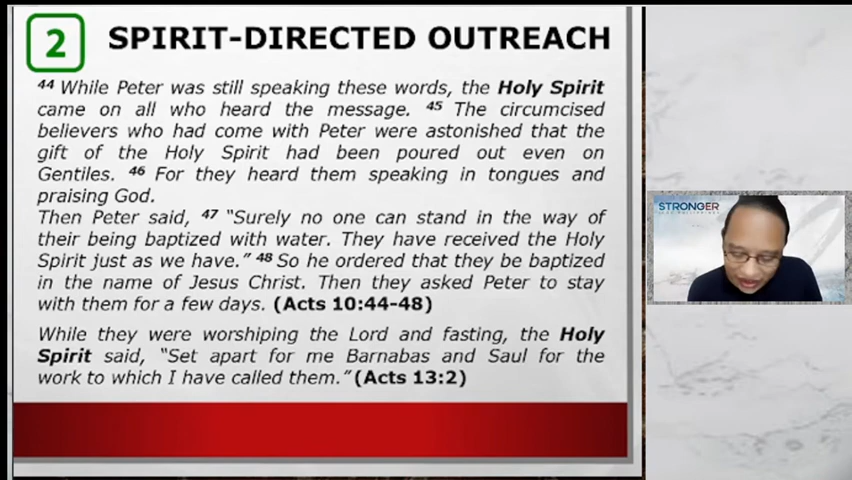 2 SPIRIT-DIRECTED OUTREACH
44 While Peter was still speaking these words, the Holy Spirit
came on all who heard the message. 45 The circumcised
believers who had come with Peter were astonished that the
gift of the Holy Spirit had been poured out even on
Gentiles. 46 For they heard them speaking in tongues and
praising God.
Then Peter said, 47 “Surely no one can stand in the way of
their being baptized with water. They have received the Holy
Spirit just as we have.” 48 So he ordered that they be baptized
in the name of Jesus Christ. Then they asked Peter to stay
with them for a few days. (Acts 10:44-48)
While they were worshiping the Lord and fasting, the Holy
Spirit said, “Set apart for me Barnabas and Saul for the
work to which I have called them.” (Acts 13:2)
STRONGER